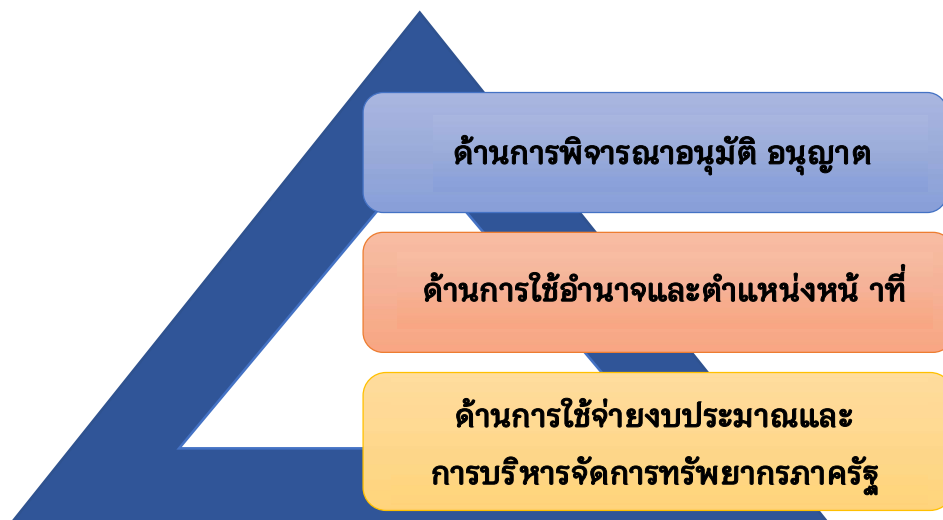 ด้านการพิจารณาอนุมัติ อนุญาต
ด้านการใช้อำนาจและตำแหน่งหน้ าที่
ด้านการใช้จ่ายงบประมาณและ
การบริหารจัดการทรัพยากรภาครัฐ